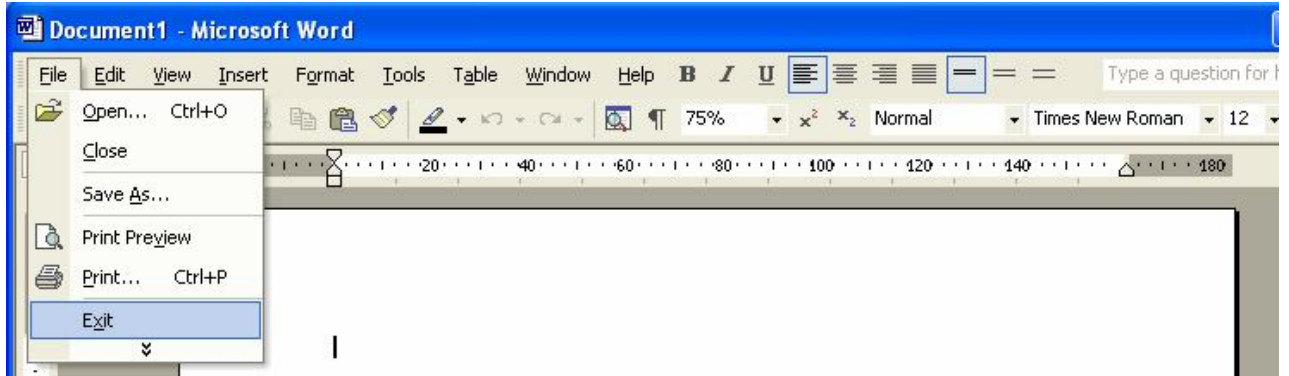 Document1 - Microsoft Word
File Edit View Insert Format Tools Table Window Help B I U Type a question for
Open... Ctrl+O 75% x² x₂ Normal Times New Roman 12
Close
20 40 60 80 100 120 140 180
Save As...
Print Preview
Print... Ctrl+P
Exit